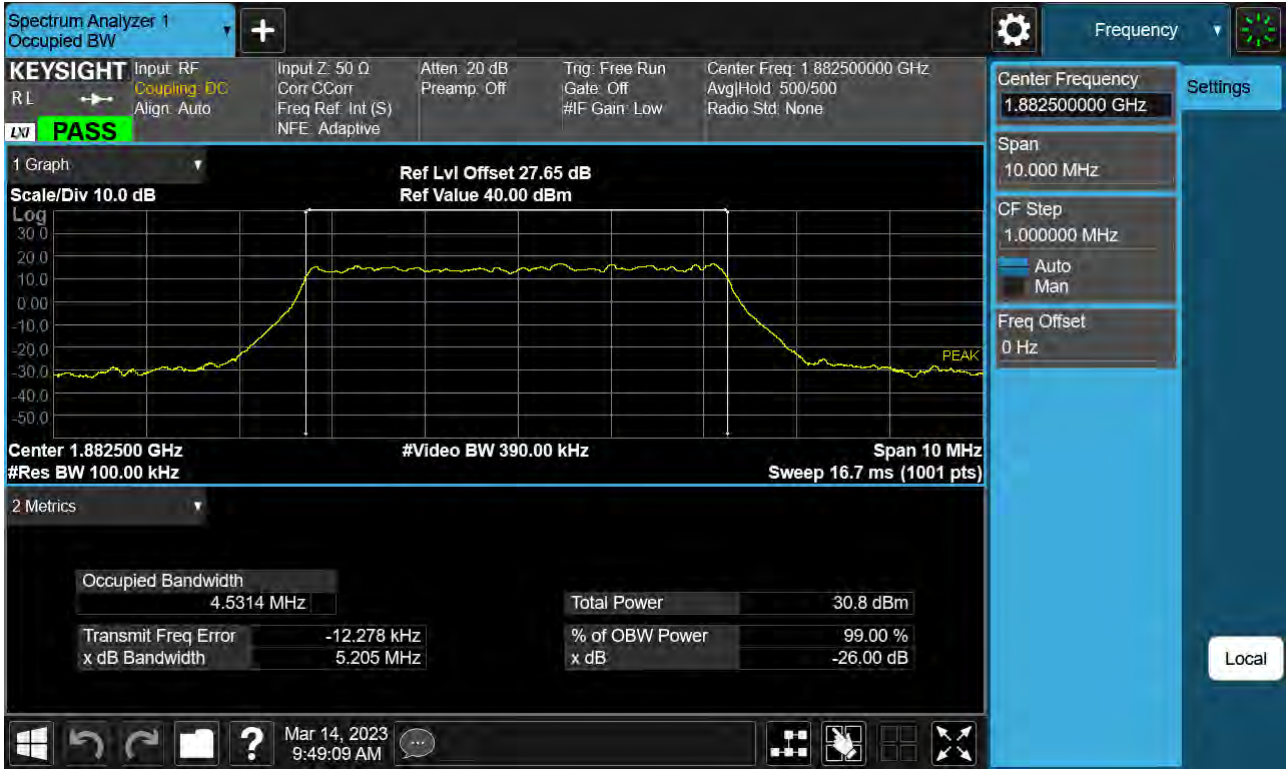 Spectrum Analyzer 1
Occupied BW
Frequency
KEYSIGHT
RL
LXI
PASS
Input: RF
Coupling: DC
Align: Auto
Input Z: 50 Ω
Corr CCorr
Freq Ref: Int (S)
NFE: Adaptive
Atten: 20 dB
Preamp: Off
Trig: Free Run
Gate: Off
#IF Gain: Low
Center Freq: 1.882500000 GHz
Avg|Hold: 500/500
Radio Std: None
1 Graph
Scale/Div 10.0 dB
Ref Lvl Offset 27.65 dB
Ref Value 40.00 dBm
Log
30.0
20.0
10.0
0.00
-10.0
-20.0
-30.0
-40.0
-50.0
PEAK
Center 1.882500 GHz
#Res BW 100.00 kHz
#Video BW 390.00 kHz
Span 10 MHz
Sweep 16.7 ms (1001 pts)
2 Metrics
Occupied Bandwidth
4.5314 MHz
Transmit Freq Error -12.278 kHz
x dB Bandwidth 5.205 MHz
Total Power 30.8 dBm
% of OBW Power 99.00 %
x dB -26.00 dB
Center Frequency
1.882500000 GHz
Span
10.000 MHz
CF Step
1.000000 MHz
Auto
Man
Freq Offset
0 Hz
Settings
Local
?
Mar 14, 2023
9:49:09 AM